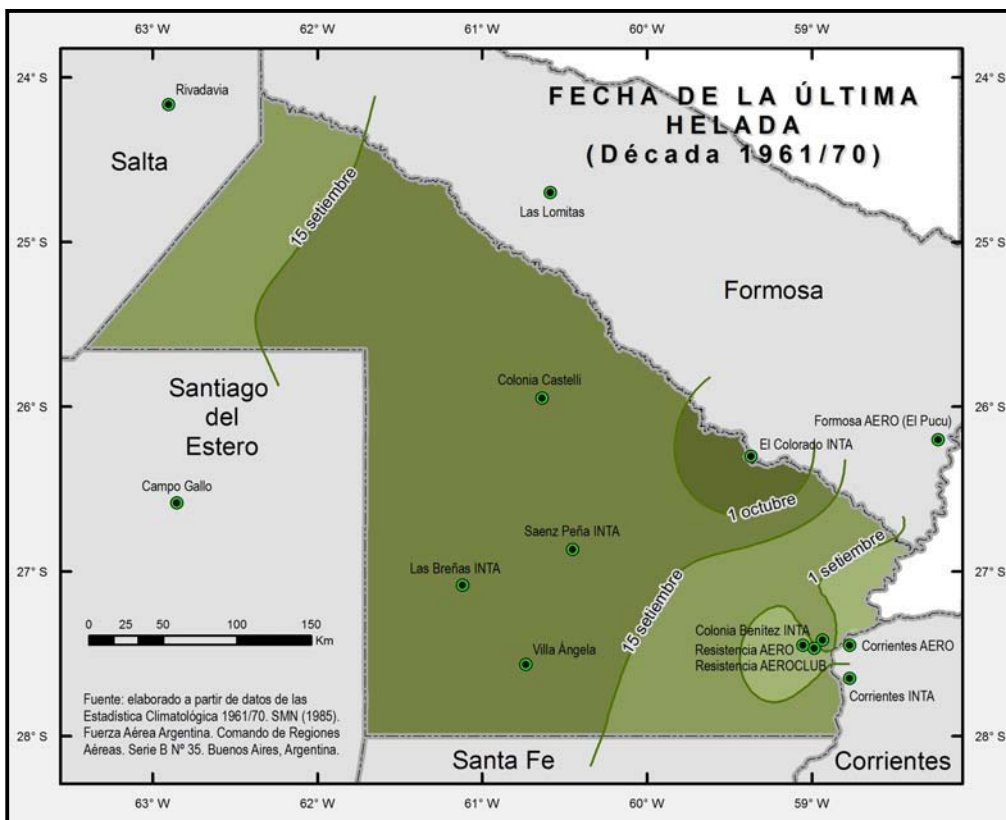 63° W
62° W
61° W
60° W
59° W
24° S
24° S
FECHA DE LA ÚLTIMA
HELADA
(Década 1961/70)
Rivadavia
Salta
Las Lomitas
15 setiembre
25° S
25° S
Formosa
Colonia Castelli
Santiago
del
Estero
26° S
26° S
Formosa AERO (El Pucu)
El Colorado INTA
Campo Gallo
1 octubre
Saenz Peña INTA
1 setiembre
27° S
27° S
Las Breñas INTA
15 setiembre
0 25 50 100 150
Km
Colonia Benítez INTA
Resistencia AERO
Corrientes AERO
Villa Ángela
Resistencia AEROCLUB
Corrientes INTA
Fuente: elaborado a partir de datos de las
Estadística Climatológica 1961/70. SMN (1985).
Fuerza Aérea Argentina. Comando de Regiones
Aéreas. Serie B Nº 35. Buenos Aires, Argentina.
28° S
28° S
Santa Fe
Corrientes
63° W
62° W
61° W
60° W
59° W